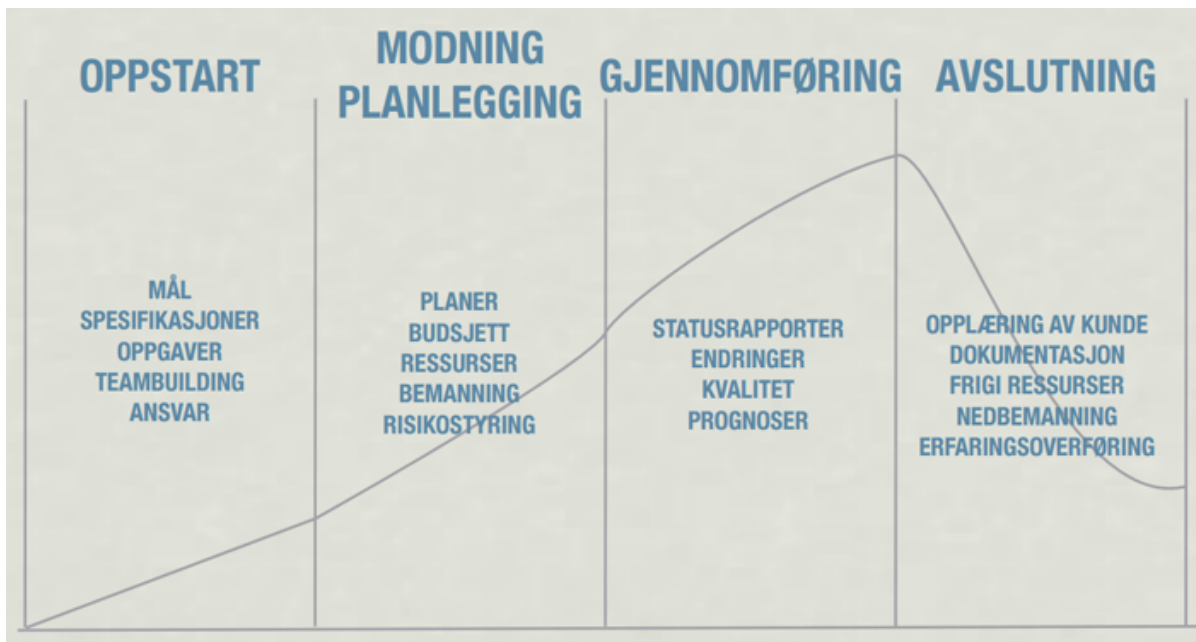 OPPSTART
MODNING
PLANLEGGING
GJENNOMFØRING
AVSLUTNING
MÅL
SPESIFIKASJONER
OPPGAVER
TEAMBUILDING
ANSVAR
PLANER
BUDSJETT
RESSURSER
BEMANNING
RISIKOSTYRING
STATUSRAPPORTER
ENDRINGER
KVALITET
PROGNOSER
OPPLÆRING AV KUNDE
DOKUMENTASJON
FRIGI RESSURSER
NEDBEMANNING
ERFARINGSOVERFØRING